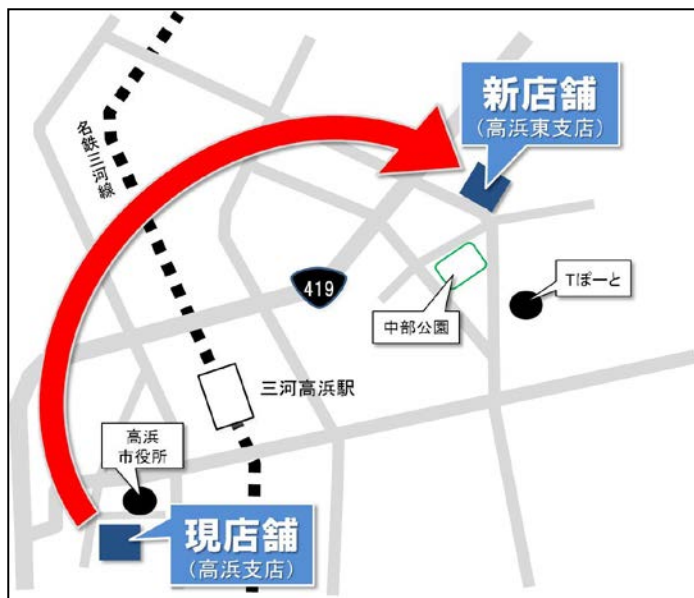 新店舗
(高浜東支店)
名鉄三河線
419
Tぽーと
中部公園
三河高浜駅
高浜
市役所
現店舗
(高浜支店)